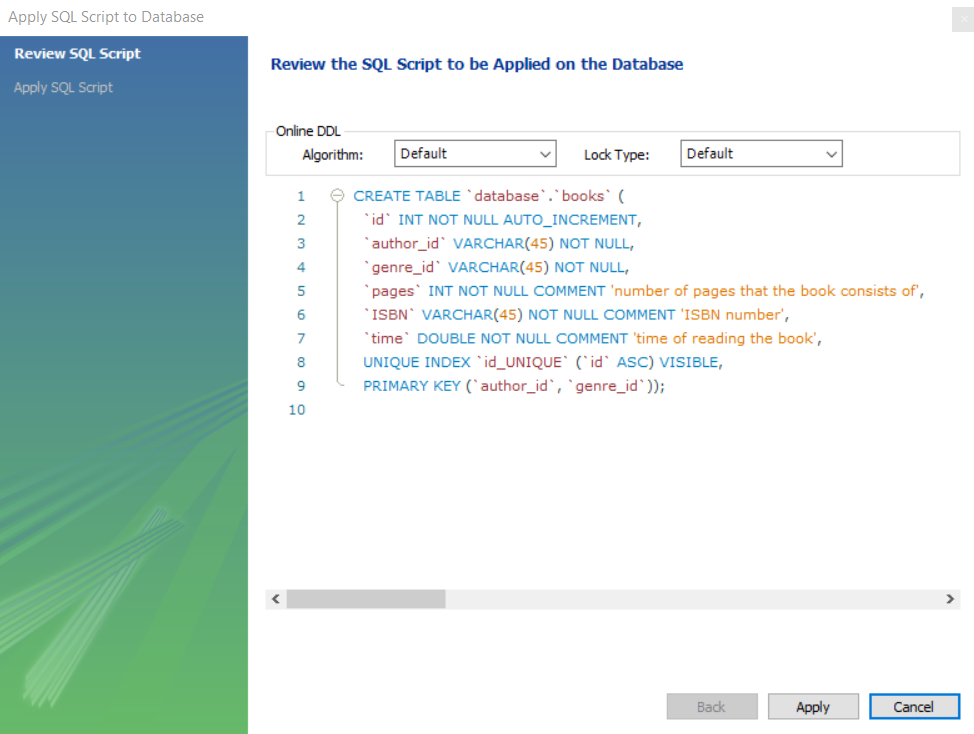 Apply SQL Script to Database
Review SQL Script
Apply SQL Script
Review the SQL Script to be Applied on the Database
Online DDL
Algorithm: Default Lock Type: Default
1 CREATE TABLE `database`.`books` (
2 `id` INT NOT NULL AUTO_INCREMENT,
3 `author_id` VARCHAR(45) NOT NULL,
4 `genre_id` VARCHAR(45) NOT NULL,
5 `pages` INT NOT NULL COMMENT 'number of pages that the book consists of',
6 `ISBN` VARCHAR(45) NOT NULL COMMENT 'ISBN number',
7 `time` DOUBLE NOT NULL COMMENT 'time of reading the book',
8 UNIQUE INDEX `id_UNIQUE` (`id` ASC) VISIBLE,
9 PRIMARY KEY (`author_id`, `genre_id`));
10
Back Apply Cancel